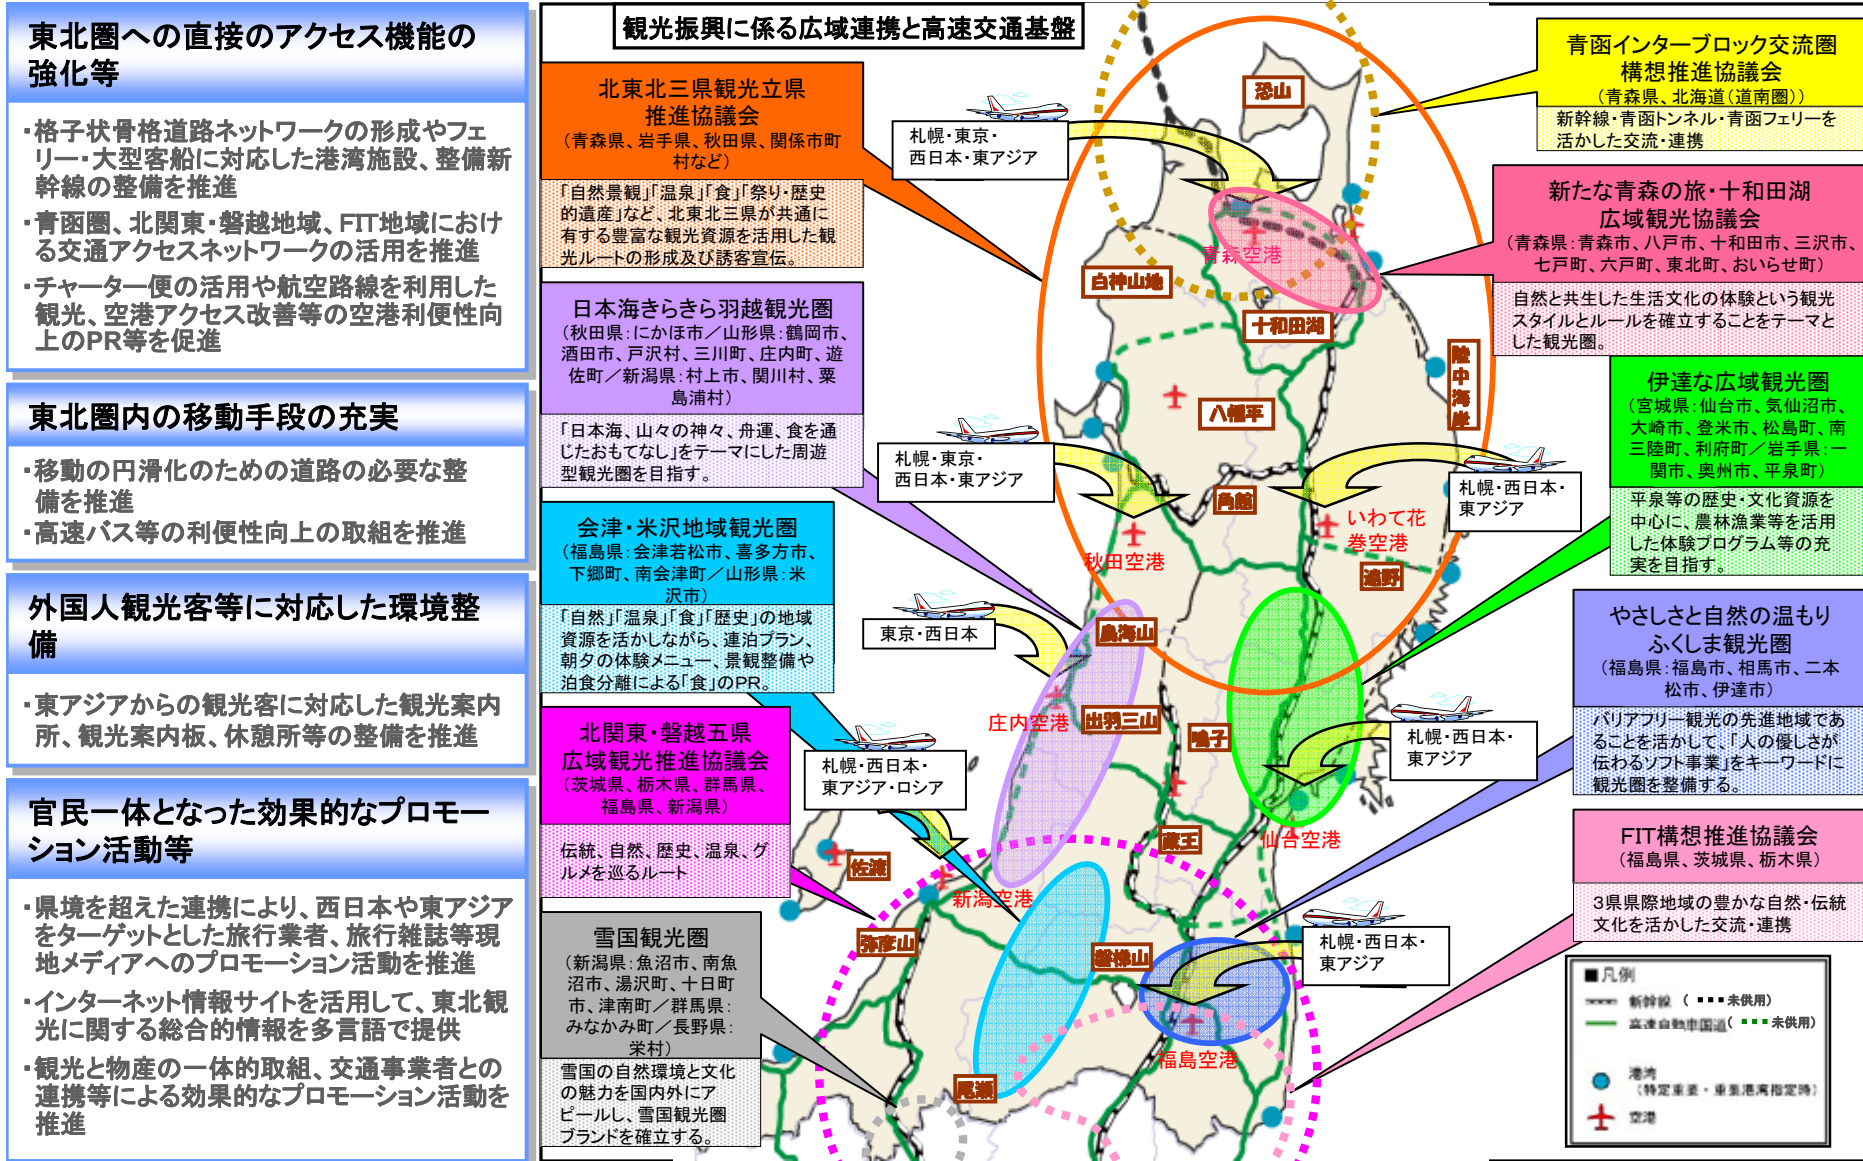 東北圏への直接のアクセス機能の
強化等
・格子状骨格道路ネットワークの形成やフェ
リー・大型客船に対応した港湾施設、整備新
幹線の整備を推進
・青函圏、北関東・磐越地域、FIT地域におけ
る交通アクセスネットワークの活用を推進
・チャーター便の活用や航空路線を利用した
観光、空港アクセス改善等の空港利便性向
上のPR等を促進
東北圏内の移動手段の充実
・移動の円滑化のための道路の必要な整
備を推進
・高速バス等の利便性向上の取組を推進
外国人観光客等に対応した環境整
備
・東アジアからの観光客に対応した観光案内
所、観光案内板、休憩所等の整備を推進
官民一体となった効果的なプロモー
ション活動等
・県境を超えた連携により、西日本や東アジア
をターゲットとした旅行業者、旅行雑誌等現
地メディアへのプロモーション活動を推進
・インターネット情報サイトを活用して、東北観
光に関する総合的情報を多言語で提供
・観光と物産の一体的取組、交通事業者との
連携等による効果的なプロモーション活動を
推進
観光振興に係る広域連携と高速交通基盤
北東北三県観光立県
推進協議会
(青森県、岩手県、秋田県、関係市町
村など)
「自然景観」「温泉」「食」「祭り・歴史
的遺産」など、北東北三県が共通に
有する豊富な観光資源を活用した観
光ルートの形成及び誘客宣伝。
日本海きらきら羽越観光圏
(秋田県:にかほ市/山形県:鶴岡市、
酒田市、戸沢村、三川町、庄内町、遊
佐町/新潟県:村上市、関川村、粟
島浦村)
「日本海、山々の神々、舟運、食を通
じたおもてなし」をテーマにした周遊
型観光圏を目指す。
会津・米沢地域観光圏
(福島県:会津若松市、喜多方市、
下郷町、南会津町/山形県:米
沢市)
「自然」「温泉」「食」「歴史」の地域
資源を活かしながら、連泊プラン、
朝夕の体験メニュー、景観整備や
泊食分離による「食」のPR。
北関東・磐越五県
広域観光推進協議会
(茨城県、栃木県、群馬県、
福島県、新潟県)
伝統、自然、歴史、温泉、グ
ルメを巡るルート
雪国観光圏
(新潟県:魚沼市、南魚
沼市、湯沢町、十日町
市、津南町/群馬県:
みなかみ町/長野県:
栄村)
雪国の自然環境と文化
の魅力を国内外にア
ピールし、雪国観光圏
ブランドを確立する。
札幌・東京・
西日本・東アジア
札幌・東京・
西日本・東アジア
東京・西日本
札幌・西日本・
東アジア・ロシア
札幌・西日本・
東アジア
札幌・西日本・
東アジア
札幌・西日本・
東アジア
恐山
青森空港
白神山地
十和田湖
陸中海岸
八幡平
角館
いわて花
巻空港
秋田空港
遠野
鳥海山
庄内空港
出羽三山
鳴子
蔵王
仙台空港
佐渡
新潟空港
弥彦山
磐梯山
福島空港
尾瀬
青函インターブロック交流圏
構想推進協議会
(青森県、北海道(道南圏))
新幹線・青函トンネル・青函フェリーを
活かした交流・連携
新たな青森の旅・十和田湖
広域観光協議会
(青森県:青森市、八戸市、十和田市、三沢市、
七戸町、六戸町、東北町、おいらせ町)
自然と共生した生活文化の体験という観光
スタイルとルールを確立することをテーマと
した観光圏。
伊達な広域観光圏
(宮城県:仙台市、気仙沼市、
大崎市、登米市、松島町、南
三陸町、利府町/岩手県:一
関市、奥州市、平泉町)
平泉等の歴史・文化資源を
中心に、農林漁業等を活用
した体験プログラム等の充
実を目指す。
やさしさと自然の温もり
ふくしま観光圏
(福島県:福島市、相馬市、二本
松市、伊達市)
バリアフリー観光の先進地域であ
ることを活かして、「人の優しさが
伝わるソフト事業」をキーワードに
観光圏を整備する。
FIT構想推進協議会
(福島県、茨城県、栃木県)
3県県際地域の豊かな自然・伝統
文化を活かした交流・連携
■凡例
新幹線 (未供用)
高速自動車国道(未供用)
港湾
(特定重要・重要港湾指定時)
空港